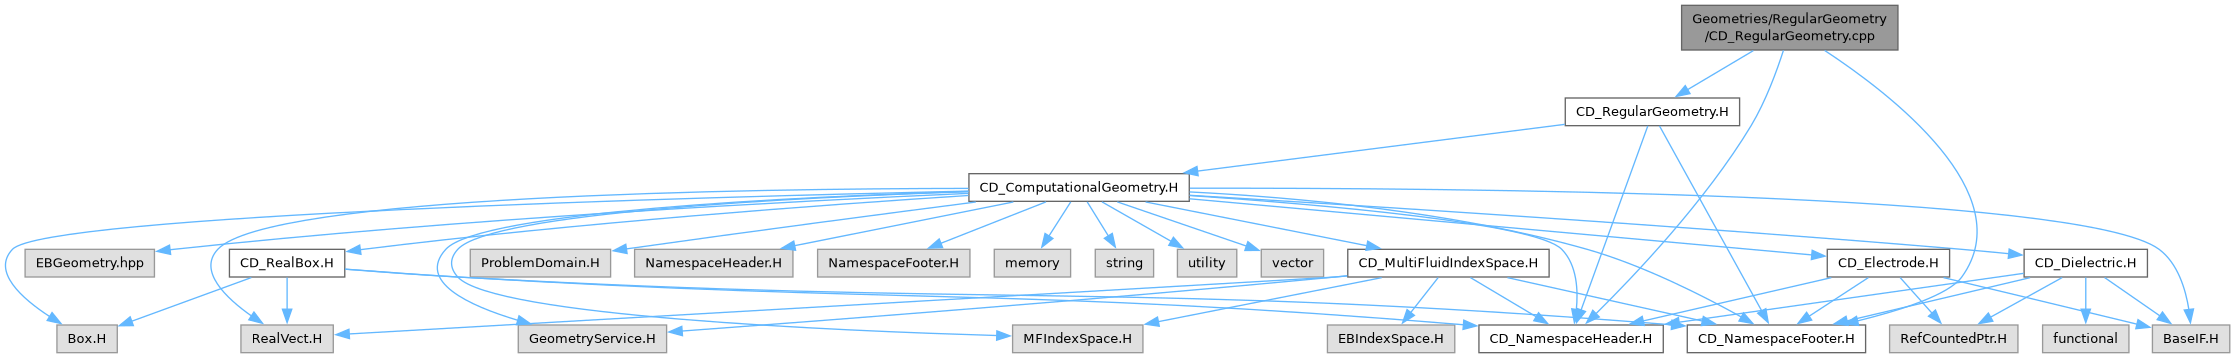 Geometries/RegularGeometry
/CD_RegularGeometry.cpp
CD_RegularGeometry.H
CD_ComputationalGeometry.H
EBGeometry.hpp
CD_RealBox.H
ProblemDomain.H
NamespaceHeader.H
NamespaceFooter.H
memory
string
utility
vector
CD_MultiFluidIndexSpace.H
CD_Electrode.H
CD_Dielectric.H
Box.H
RealVect.H
GeometryService.H
MFIndexSpace.H
EBIndexSpace.H
CD_NamespaceHeader.H
CD_NamespaceFooter.H
RefCountedPtr.H
functional
BaseIF.H